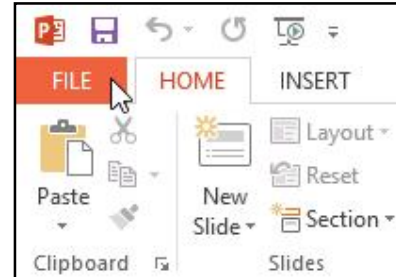 FILE HOME INSERT
Layout
Reset
Paste New
Slide Section
Clipboard Slides